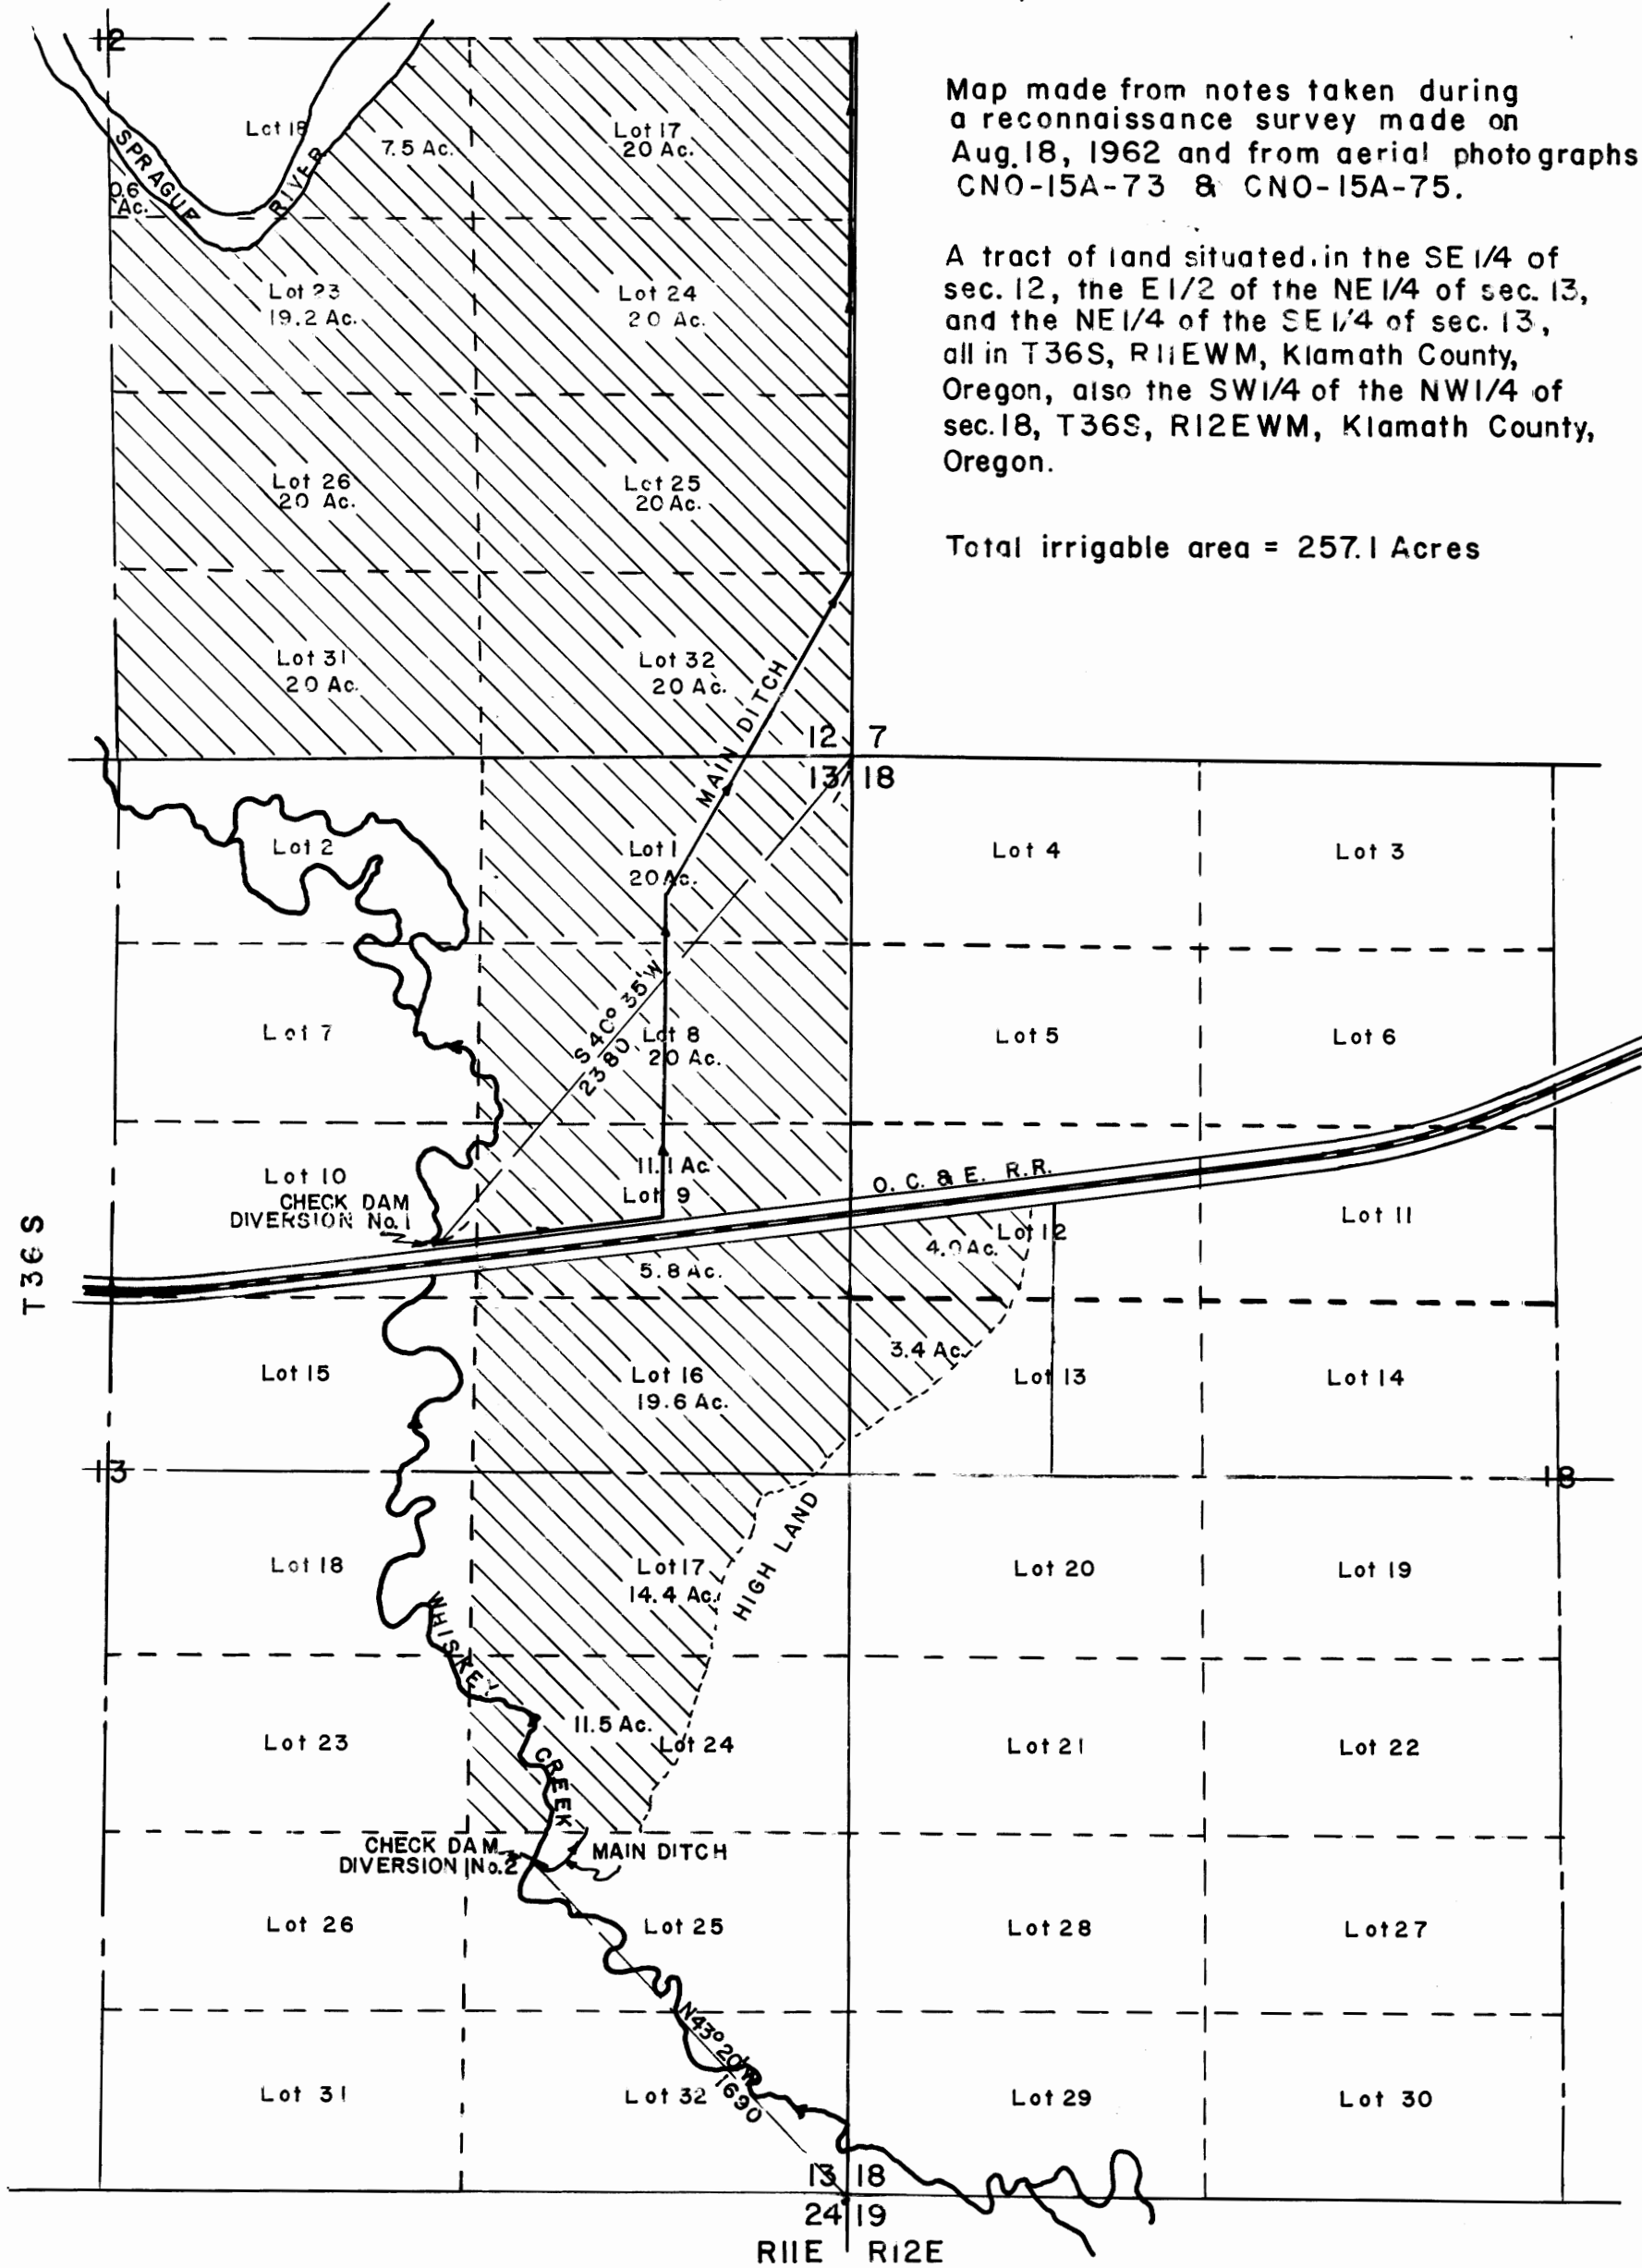 12
Map made from notes taken during
a reconnaissance survey made on
Aug. 18, 1962 and from aerial photographs
CNO-15A-73 & CNO-15A-75.
A tract of land situated in the SE 1/4 of
sec. 12, the E1/2 of the NE 1/4 of sec. 13,
and the NE1/4 of the SE 1/4 of sec. 13,
all in T36S, R11EWM, Klamath County,
Oregon, also the SW1/4 of the NW1/4 of
sec. 18, T36S, R12EWM, Klamath County,
Oregon.
Total irrigable area = 257.1 Acres
SPRAGUE RIVER
Lot 18
7.5 Ac.
0.6
Ac.
Lot 17
20 Ac.
Lot 23
19.2 Ac.
Lot 24
20 Ac.
Lot 26
20 Ac.
Lot 25
20 Ac.
Lot 31
20 Ac.
Lot 32
20 Ac.
MAIN DITCH
12 7
13 18
Lot 2
Lot 1
20 Ac.
Lot 4
Lot 3
S 40° 35' W
2380
Lot 7
Lot 8
20 Ac.
Lot 5
Lot 6
Lot 10
CHECK DAM
DIVERSION No. 1
11.1 Ac.
Lot 9
O. C. & E. R.R.
Lot 12
4.0 Ac.
Lot 11
T36S
5.8 Ac.
3.4 Ac.
Lot 15
Lot 16
19.6 Ac.
Lot 13
Lot 14
13
18
HIGH LAND
Lot 18
Lot 17
14.4 Ac.
Lot 20
Lot 19
WHISKEY CREEK
Lot 23
11.5 Ac.
Lot 24
Lot 21
Lot 22
CHECK DAM
DIVERSION No. 2
MAIN DITCH
Lot 26
Lot 25
Lot 28
Lot 27
N43° 20' W
1690
Lot 31
Lot 32
Lot 29
Lot 30
13 18
24 19
R11E R12E